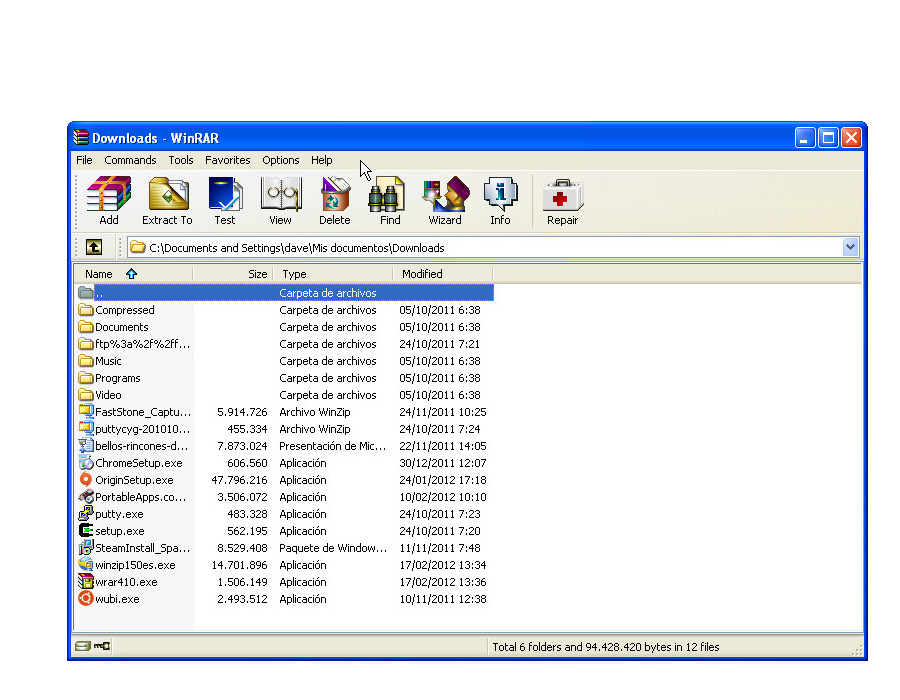 Downloads - WinRAR
File Commands Tools Favorites Options Help
Add Extract To Test View Delete Find Wizard Info Repair
C:\Documents and Settings\dave\Mis documentos\Downloads
Name Size Type Modified
.. Carpeta de archivos
Compressed Carpeta de archivos 05/10/2011 6:38
Documents Carpeta de archivos 05/10/2011 6:38
ftp%3a%2f%2ff... Carpeta de archivos 24/10/2011 7:21
Music Carpeta de archivos 05/10/2011 6:38
Programs Carpeta de archivos 05/10/2011 6:38
Video Carpeta de archivos 05/10/2011 6:38
FastStone_Captu... 5.914.726 Archivo WinZip 24/11/2011 10:25
puttycyg-201010... 455.334 Archivo WinZip 24/10/2011 7:24
bellos-rincones-d... 7.873.024 Presentación de Mic... 22/11/2011 14:05
ChromeSetup.exe 606.560 Aplicación 30/12/2011 12:07
OriginSetup.exe 47.796.216 Aplicación 24/01/2012 17:18
PortableApps.co... 3.506.072 Aplicación 10/02/2012 10:10
putty.exe 483.328 Aplicación 24/10/2011 7:23
setup.exe 562.195 Aplicación 24/10/2011 7:20
SteamInstall_Spa... 8.529.408 Paquete de Window... 11/11/2011 7:48
winzip150es.exe 14.701.896 Aplicación 17/02/2012 13:34
wrar410.exe 1.506.149 Aplicación 17/02/2012 13:36
wubi.exe 2.493.512 Aplicación 10/11/2011 12:38
Total 6 folders and 94.428.420 bytes in 12 files